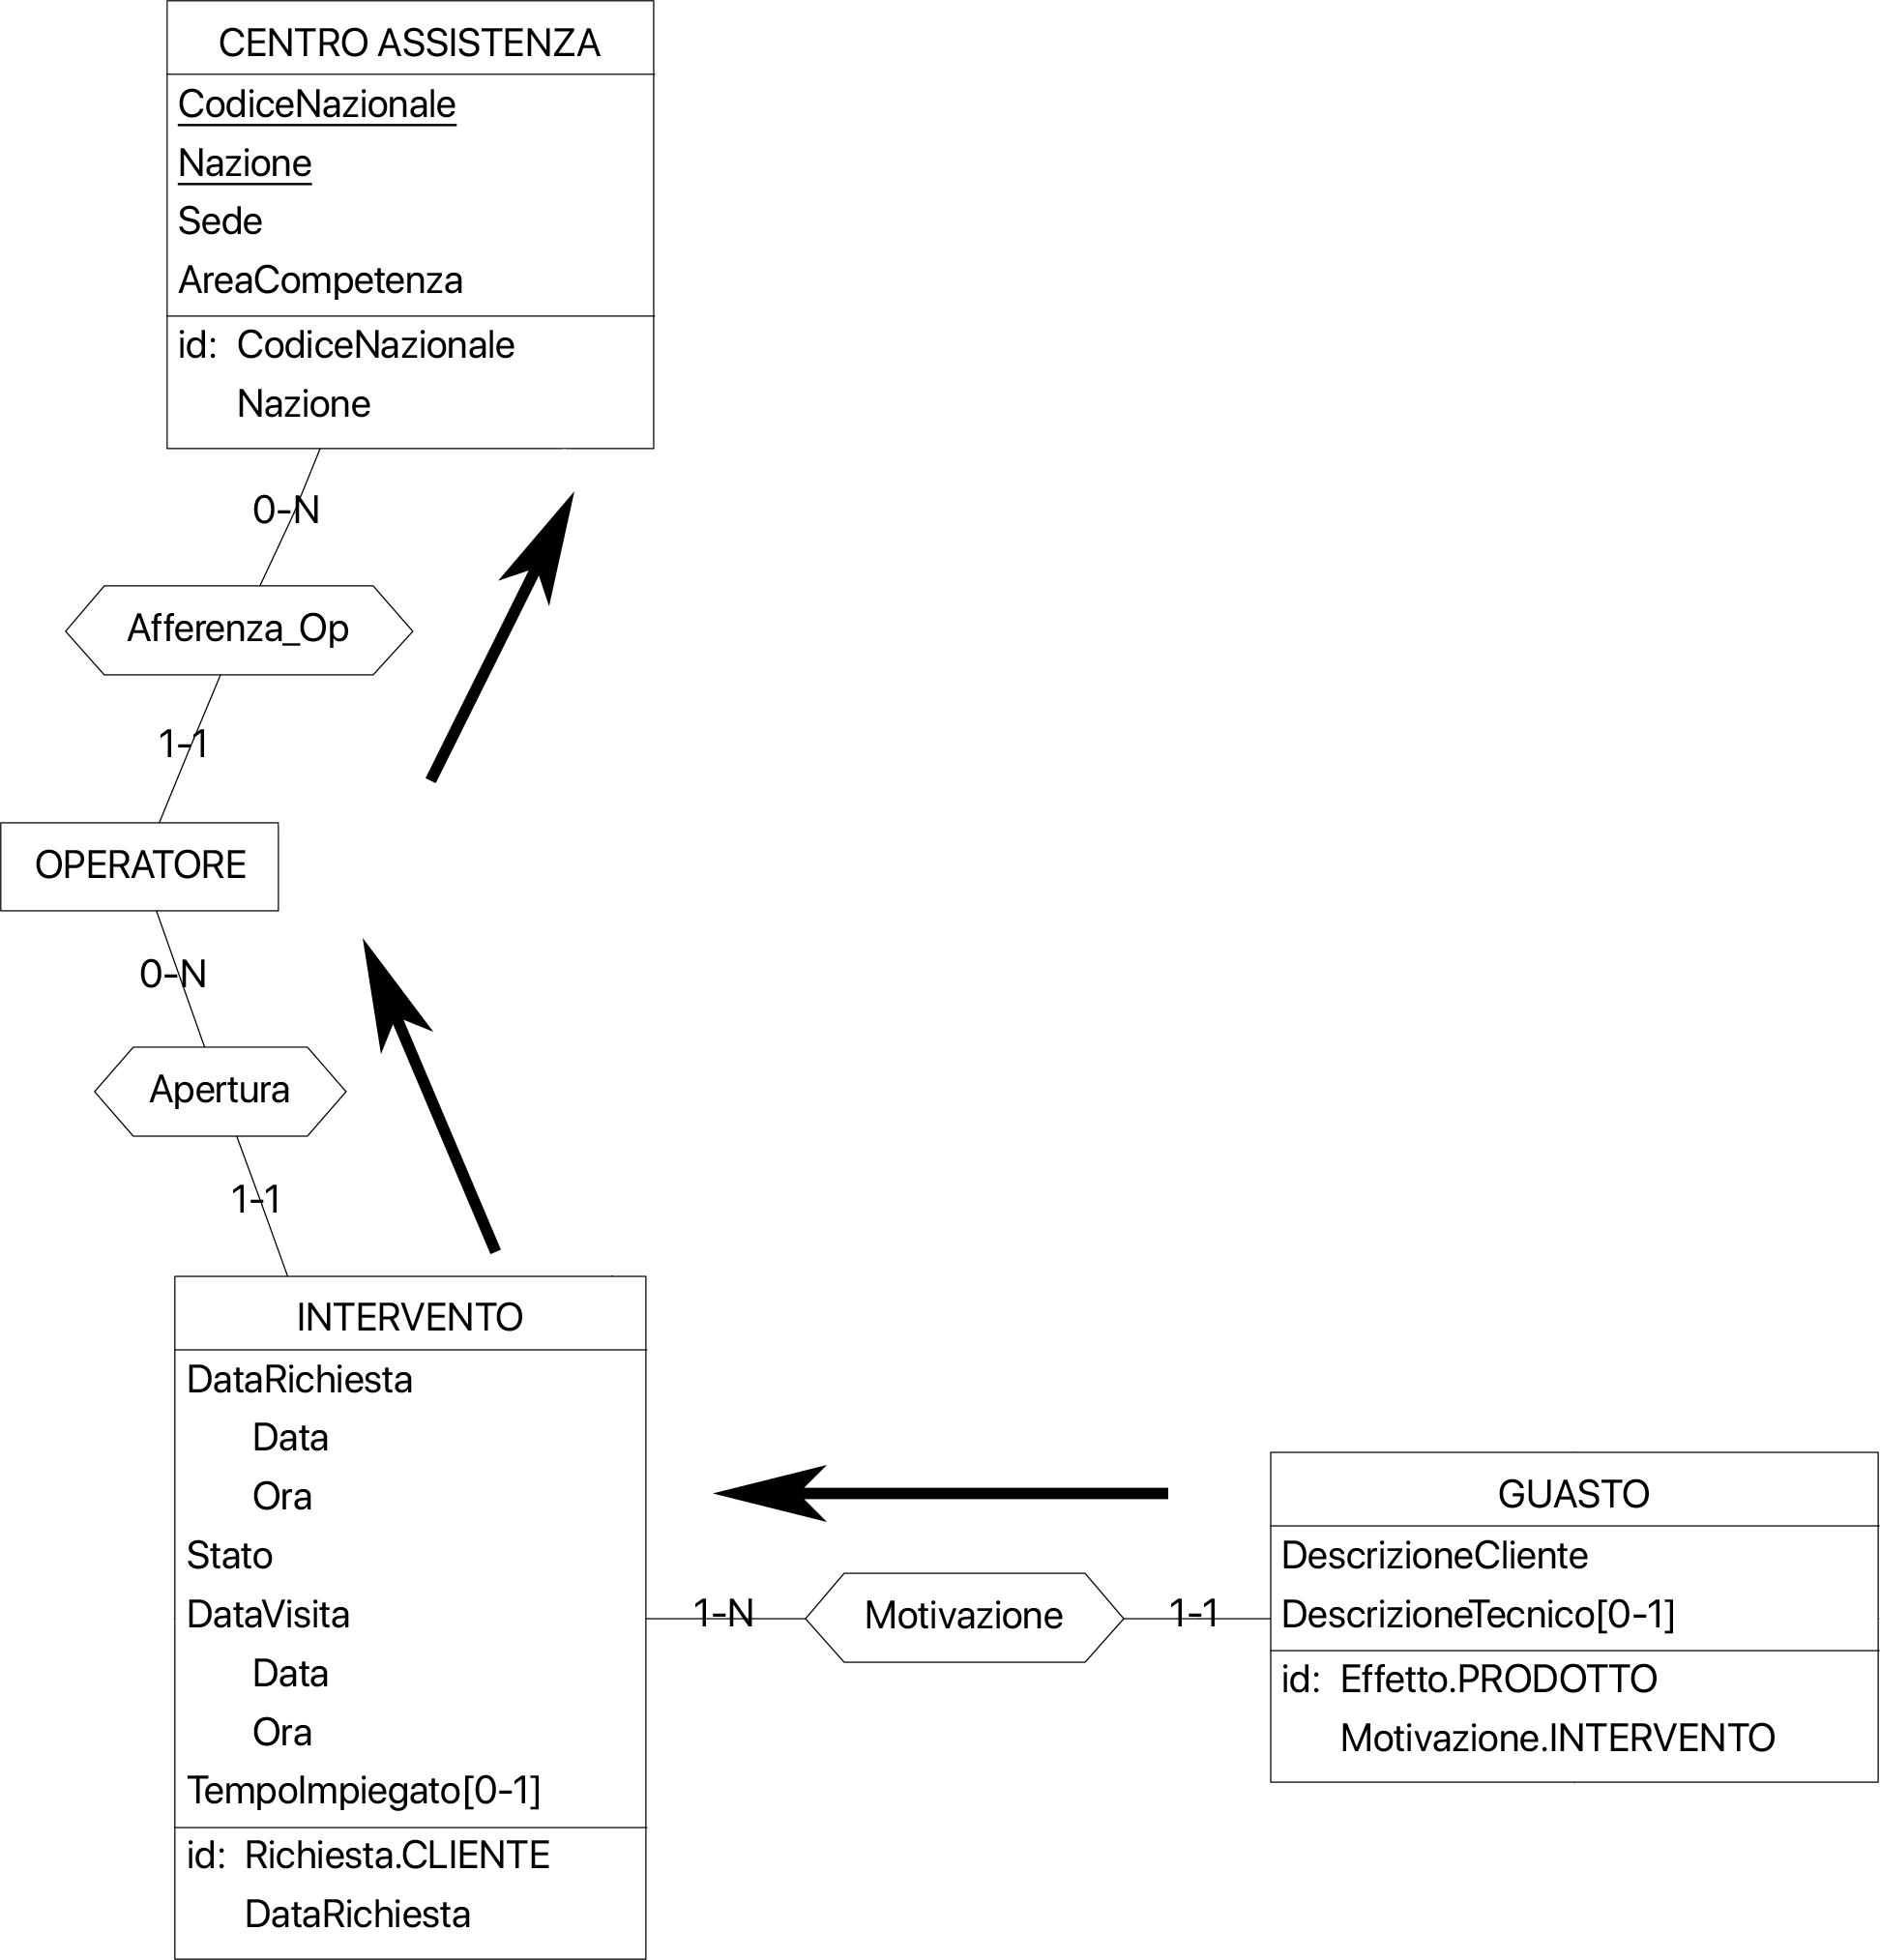 CENTRO ASSISTENZA
CodiceNazionale
Nazione
Sede
AreaCompetenza
id: CodiceNazionale
Nazione
0-N
Afferenza_Op
1-1
OPERATORE
0-N
Apertura
1-1
INTERVENTO
DataRichiesta
Data
Ora
Stato
DataVisita
Data
Ora
TempoImpiegato[0-1]
id: Richiesta.CLIENTE
DataRichiesta
1-N
Motivazione
1-1
GUASTO
DescrizioneCliente
DescrizioneTecnico[0-1]
id: Effetto.PRODOTTO
Motivazione.INTERVENTO